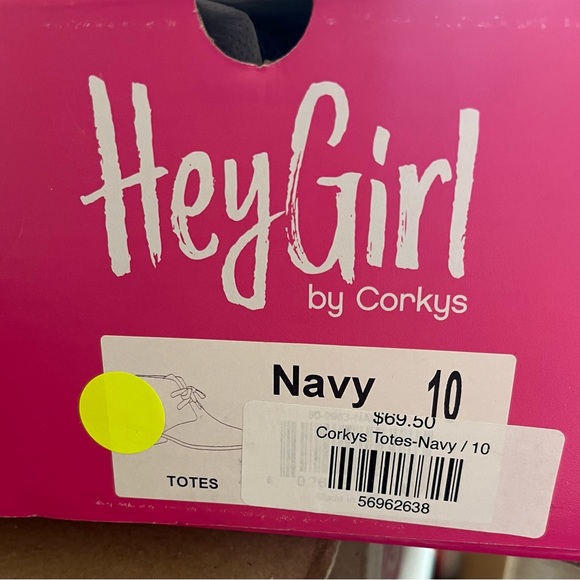 HeyGirl
by Corkys
Navy 10
$69.50
Corkys Totes-Navy / 10
56962638
TOTES